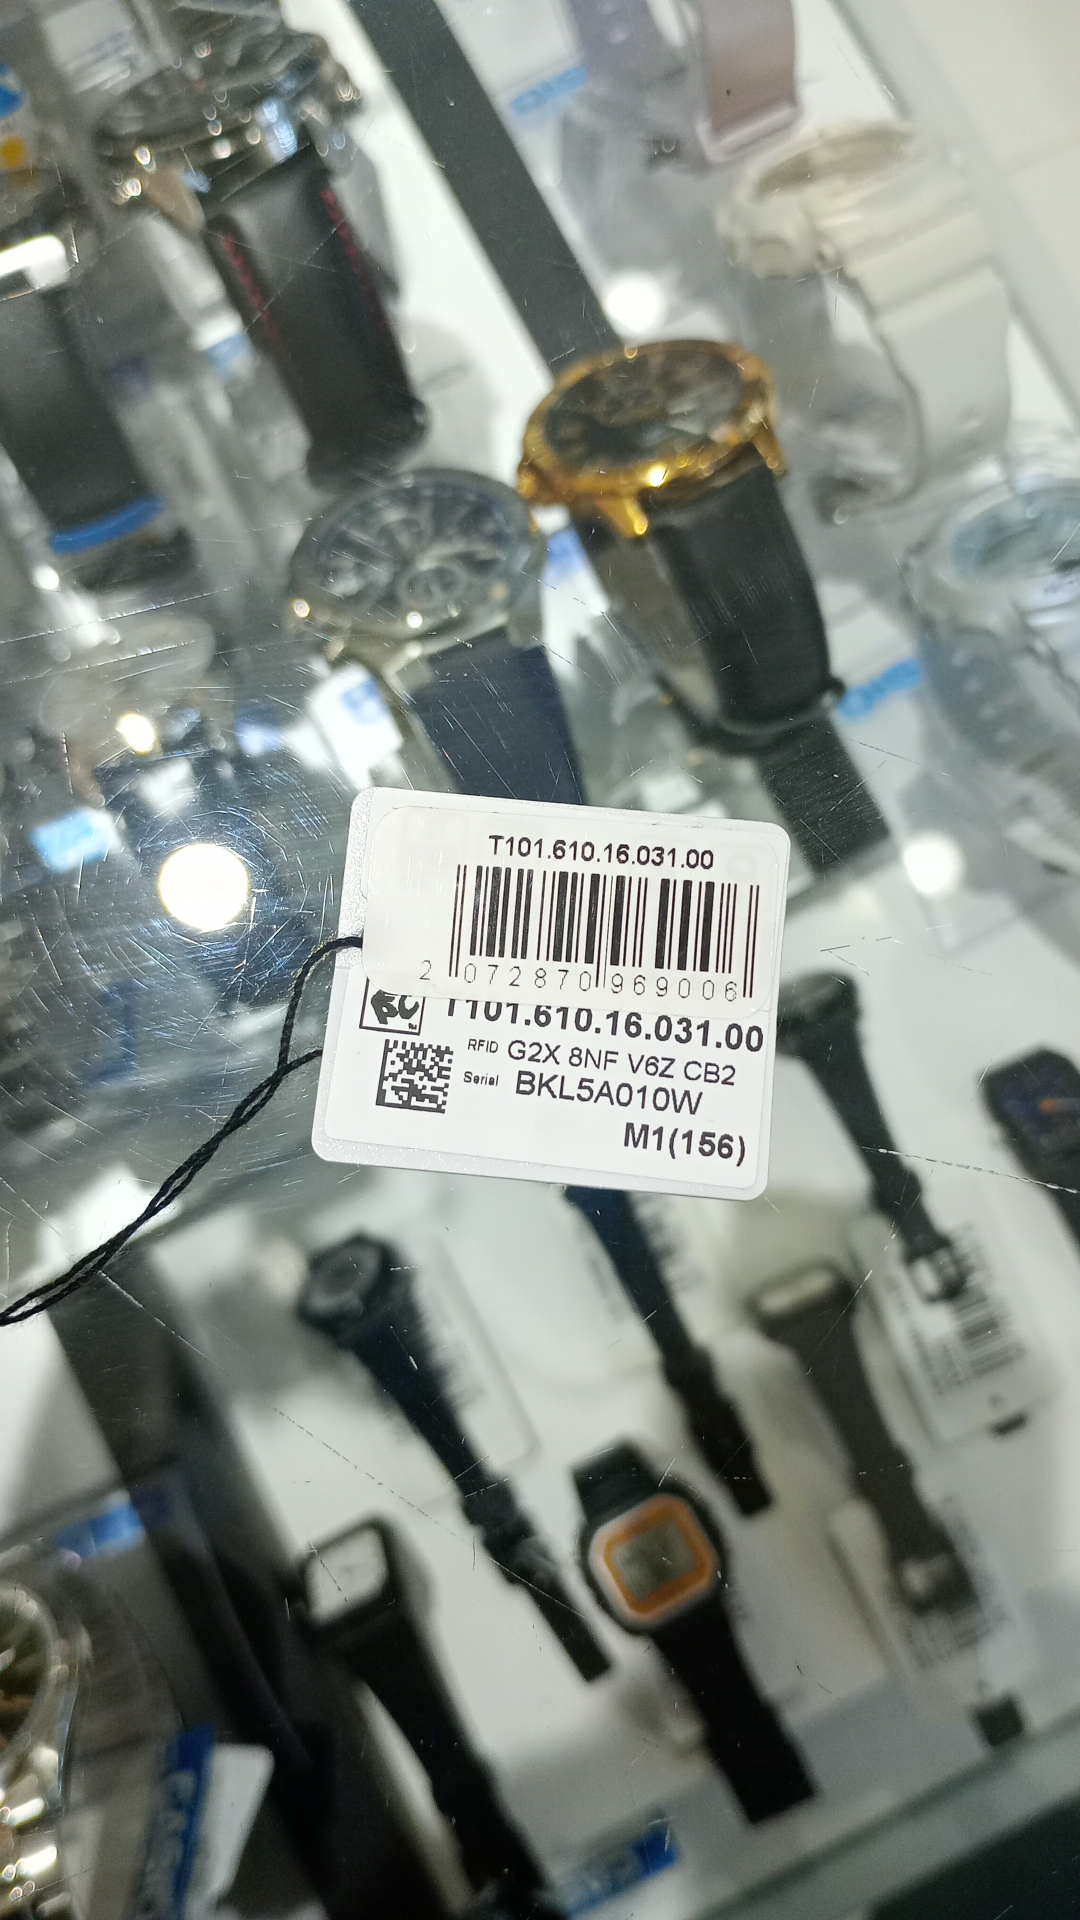 T101.610.16.031.00
2 072870 969006
T101.610.16.031.00
RFID G2X 8NF V6Z CB2
Serial BKL5A010W
M1(156)
CASIO